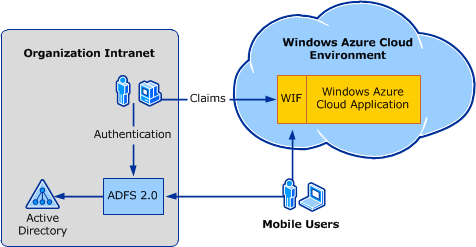 Organization Intranet
Windows Azure Cloud
Environment
Claims
WIF
Windows Azure
Cloud Application
Authentication
ADFS 2.0
Active
Directory
Mobile Users